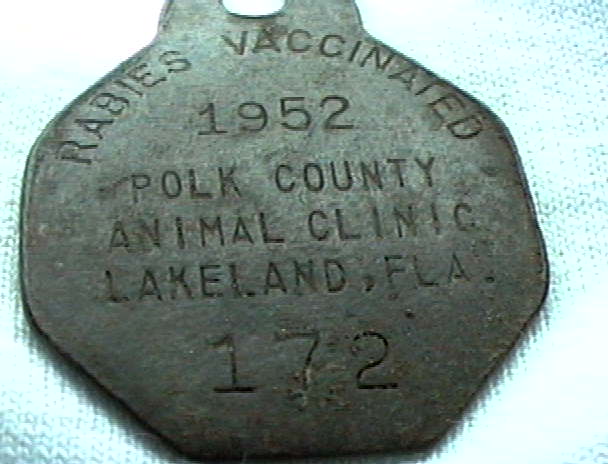 RABIES VACCINATED
1952
POLK COUNTY
ANIMAL CLINIC
LAKELAND, FLA.
172